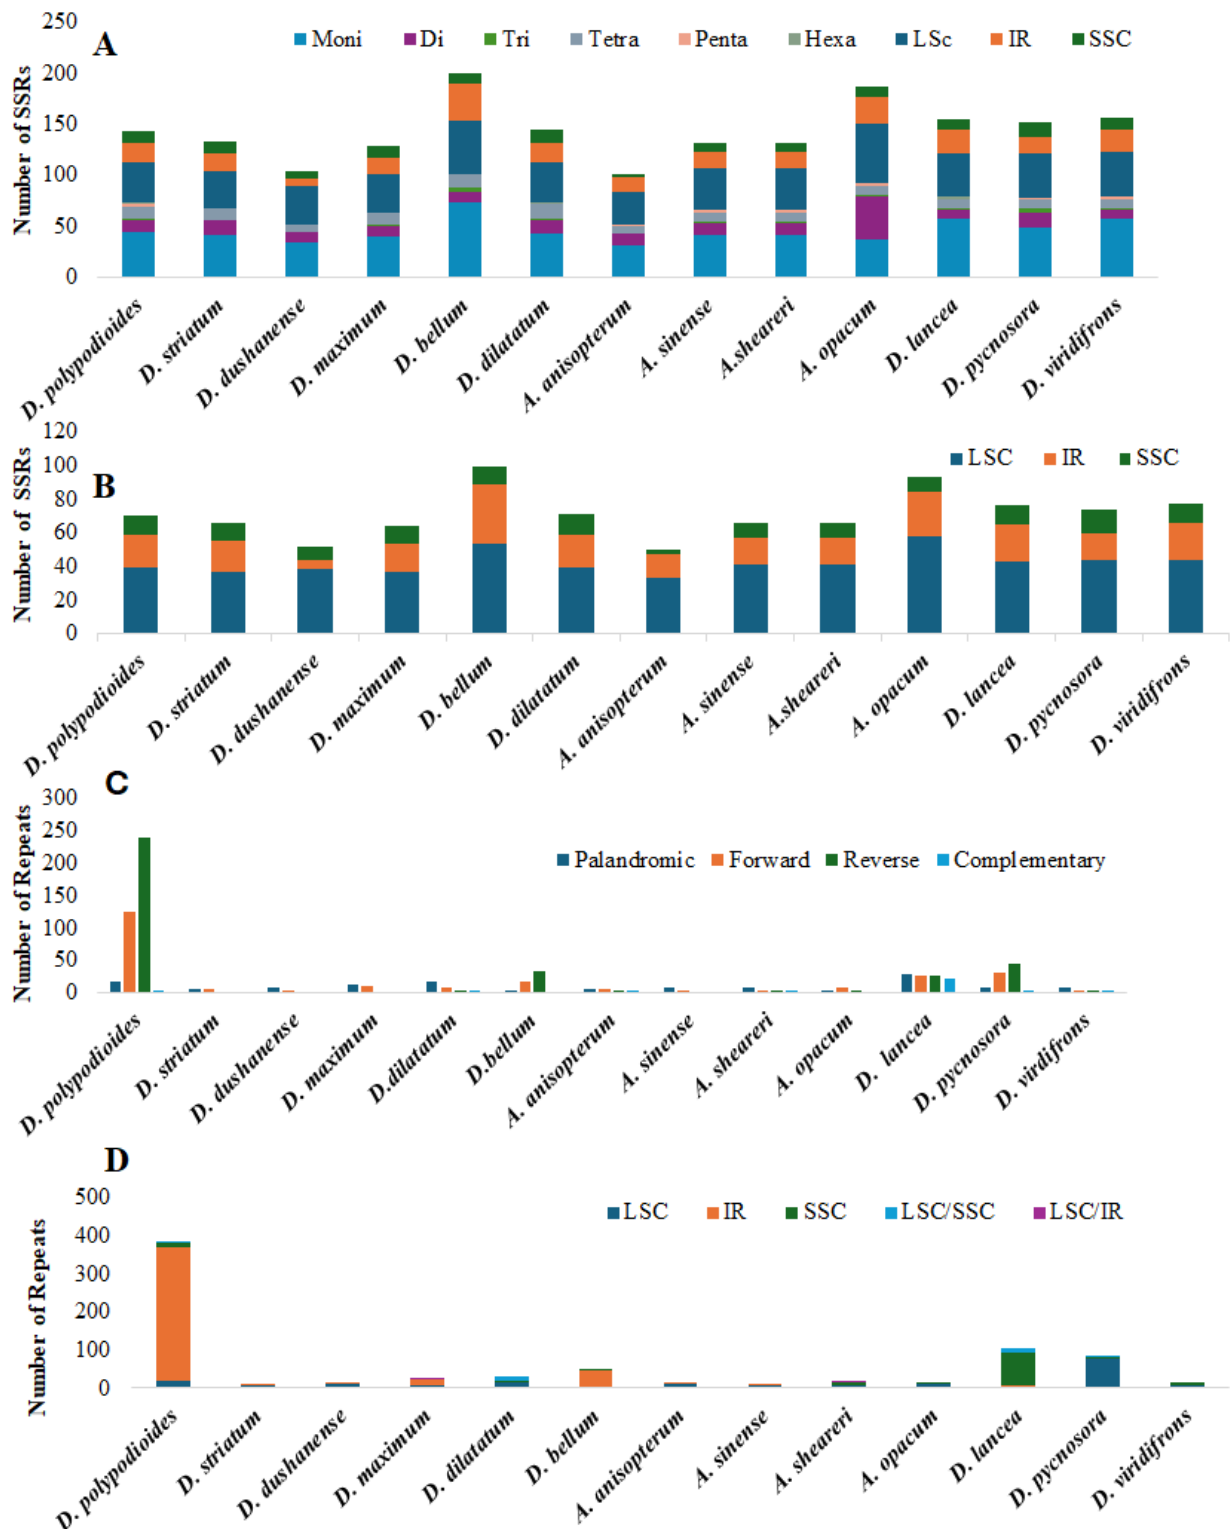 A
Moni Di Tri Tetra Penta Hexa LSc IR SSC
Number of SSRs
250
200
150
100
50
0
D. polypodioides
D. striatum
D. dushanense
D. maximum
D. bellum
D. dilatatum
A. anisopterum
A. sinense
A.sheareri
A. opacum
D. lancea
D. pycnosora
D. viridifrons
B
LSC IR SSC
Number of SSRs
120
100
80
60
40
20
0
D. polypodioides
D. striatum
D. dushanense
D. maximum
D. bellum
D. dilatatum
A. anisopterum
A. sinense
A.sheareri
A. opacum
D. lancea
D. pycnosora
D. viridifrons
C
Palandromic Forward Reverse Complementary
Number of Repeats
300
250
200
150
100
50
0
D. polypodioides
D. striatum
D. dushanense
D. maximum
D.dilatatum
D.bellum
A. anisopterum
A. sinense
A. sheareri
A. opacum
D. lancea
D. pycnosora
D. virdifrons
D
LSC IR SSC LSC/SSC LSC/IR
Number of Repeats
500
400
300
200
100
0
D. polypodioides
D. striatum
D. dushanense
D. maximum
D. dilatatum
D. bellum
A. anisopterum
A. sinense
A. sheareri
A. opacum
D. lancea
D. pycnosora
D. viridifrons